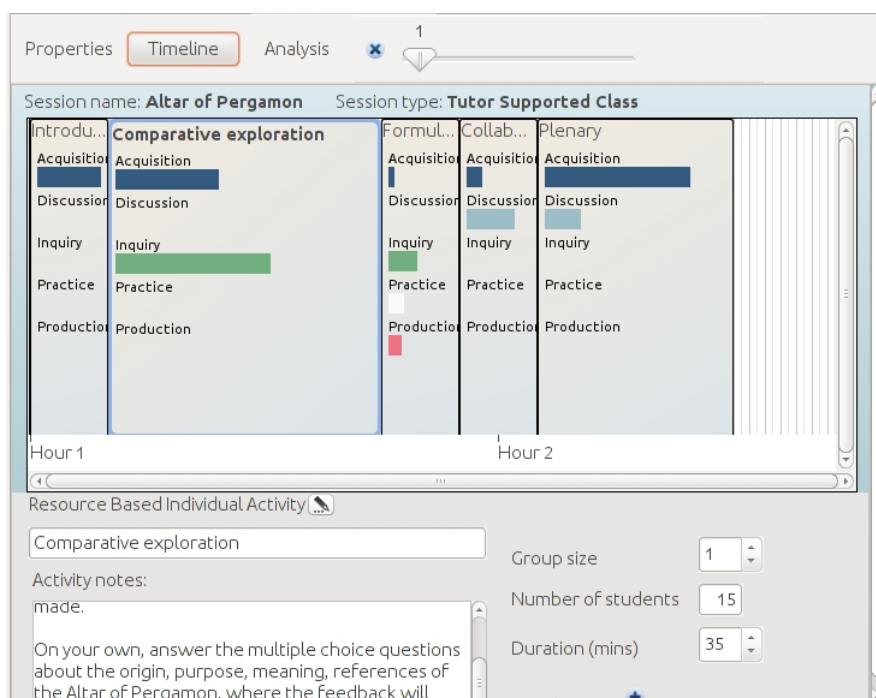 1
Properties Timeline Analysis
Session name: Altar of Pergamon Session type: Tutor Supported Class
Introdu... Comparative exploration Formul... Collab... Plenary
Acquisition Acquisition Acquisition Acquisition Acquisition
Discussion Discussion Discussion Discussion Discussion
Inquiry Inquiry Inquiry Inquiry Inquiry
Practice Practice Practice Practice Practice
Production Production Production Production Production
Hour 1 Hour 2
Resource Based Individual Activity
Comparative exploration
Group size 1
Activity notes:
Number of students 15
made.
Duration (mins) 35
On your own, answer the multiple choice questions
about the origin, purpose, meaning, references of
the Altar of Pergamon, where the feedback will